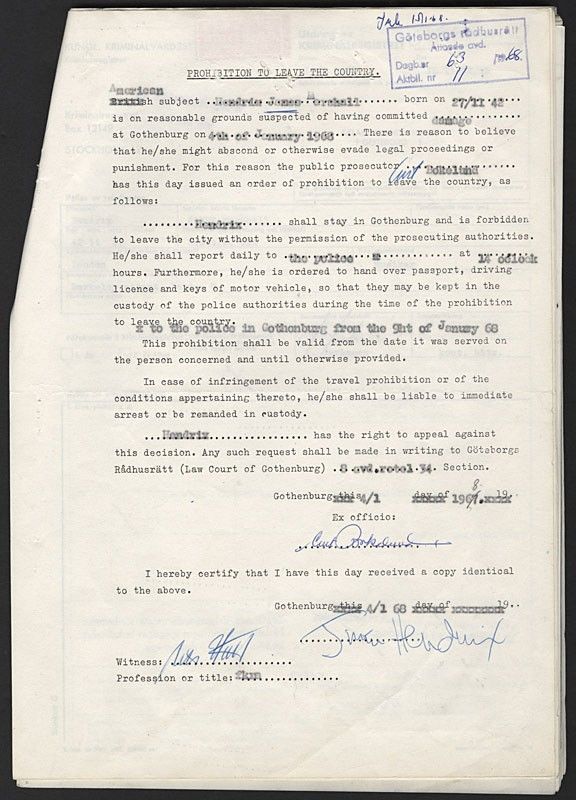 Göteborgs rådhusrätt
avd.
Dagb nr 63 1968.
Aktbil. nr 11
PROHIBITION TO LEAVE THE COUNTRY.
American
British subject ..Hendrix James Marshall........ born on 27/11 42
is on reasonable grounds suspected of having committed damage
at Gothenburg on 4th of January 1968.... There is reason to believe
that he/she might abscond or otherwise evade legal proceedings or
punishment. For this reason the public prosecutor
has this day issued an order of prohibition to leave the country, as
follows:
.........Hendrix........... shall stay in Gothenburg and is forbidden
to leave the city without the permission of the prosecuting authorities.
He/she shall report daily to ..the police x.............. at 14 oclock
hours. Furthermore, he/she is ordered to hand over passport, driving
licence and keys of motor vehicle, so that they may be kept in the
custody of the police authorities during the time of the prohibition
to leave the country.
x to the police in Gothenburg from the 9ht of Janury 68
This prohibition shall be valid from the date it was served on
the person concerned and until otherwise provided.
In case of infringement of the travel prohibition or of the
conditions appertaining thereto, he/she shall be liable to immediate
arrest or be remanded in custody.
...Hendrix............. has the right to appeal against
this decision. Any such request shall be made in writing to Göteborgs
Rådhusrätt (Law Court of Gothenburg) .8 avd.rotel 34. Section.
Gothenburg this 4/1 day of 1968 19..
Ex officio:
I hereby certify that I have this day received a copy identical
to the above.
Gothenburg this 4/1 68 day of 19..
Jimi Hendrix
Witness:
Profession or title: fkrm